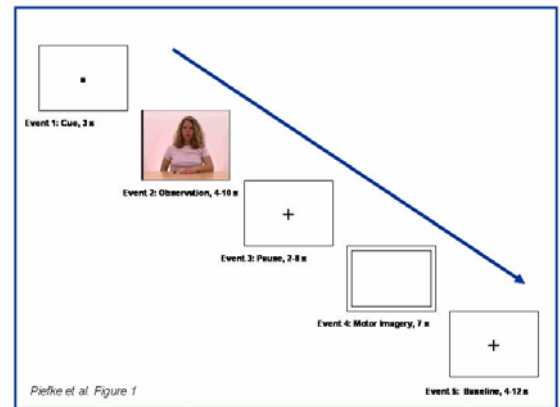 Event 1: Cue, 3 s
Event 2: Observation, 4-10 s
Event 3: Pause, 2-8 s
Event 4: Motor Imagery, 7 s
Event 5: Baseline, 4-12 s
Piefke et al. Figure 1